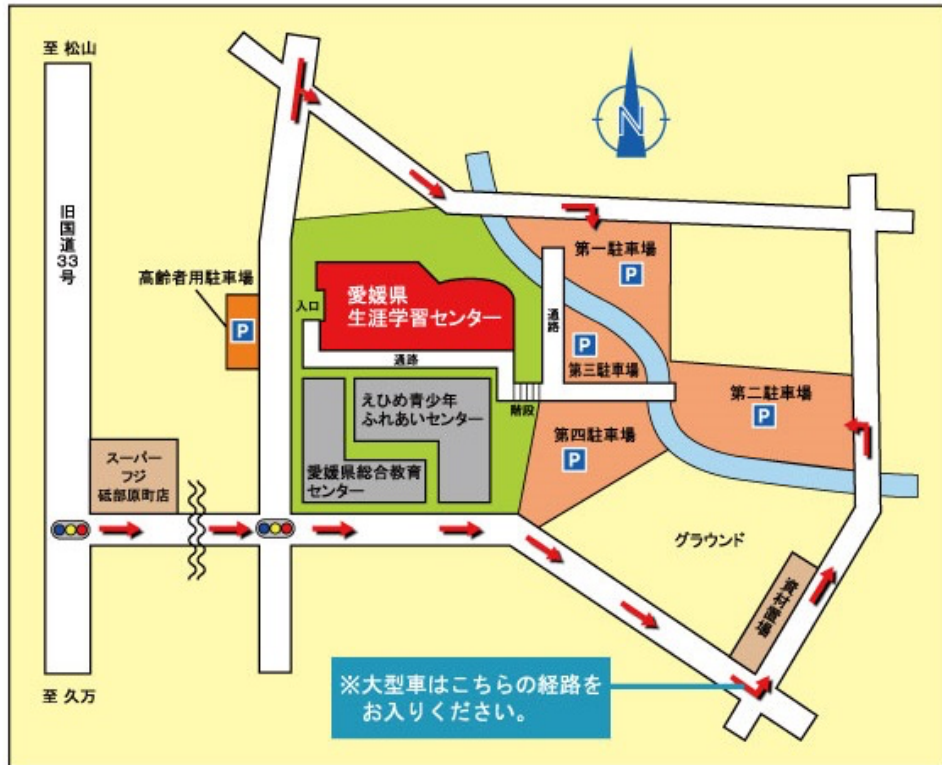 至 松山
旧国道33号
高齢者用駐車場
P
入口
愛媛県
生涯学習センター
通路
通路
階段
N
第一駐車場
P
P
第三駐車場
第二駐車場
P
第四駐車場
P
えひめ青少年
ふれあいセンター
愛媛県総合教育
センター
スーパー
フジ
砥部原町店
グラウンド
資材置場
至 久万
※大型車はこちらの経路を
お入りください。